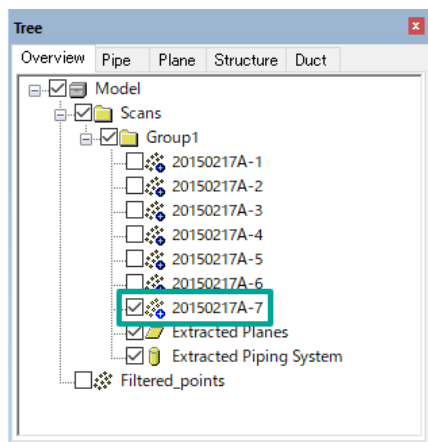 Tree
Overview Pipe Plane Structure Duct
Model
Scans
Group1
20150217A-1
20150217A-2
20150217A-3
20150217A-4
20150217A-5
20150217A-6
20150217A-7
Extracted Planes
Extracted Piping System
Filtered_points